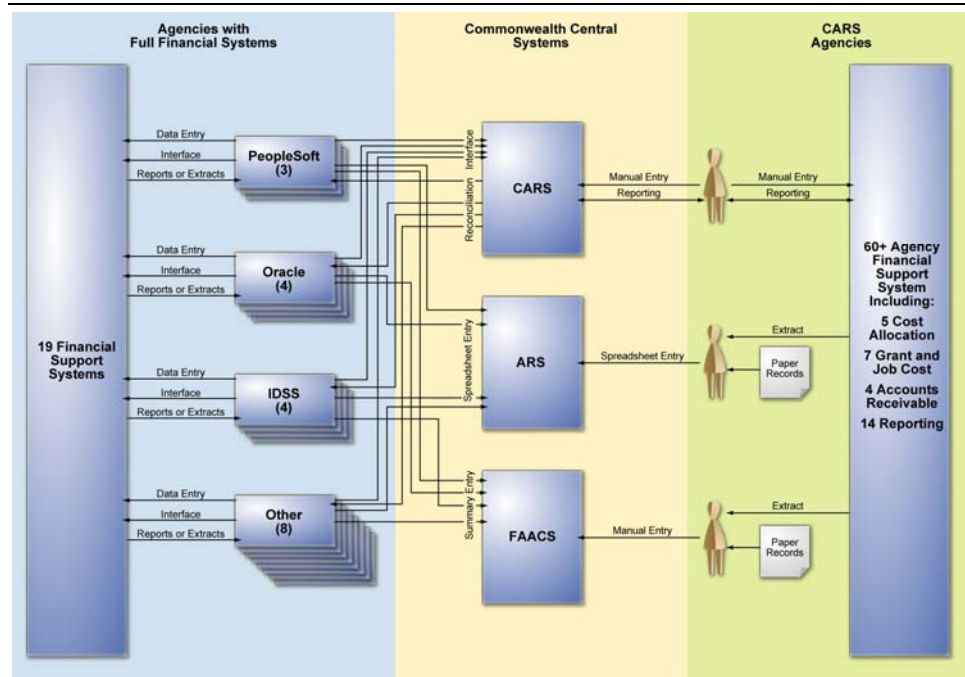 Agencies with
Full Financial Systems
Commonwealth Central
Systems
CARS
Agencies
19 Financial
Support
Systems
Data Entry
Interface
Reports or Extracts
PeopleSoft
(3)
Data Entry
Interface
Reports or Extracts
Oracle
(4)
Data Entry
Interface
Reports or Extracts
IDSS
(4)
Data Entry
Interface
Reports or Extracts
Other
(8)
Interface
Reconciliation
CARS
Spreadsheet Entry
ARS
Summary Entry
FAACS
Manual Entry
Reporting
Manual Entry
Reporting
Spreadsheet Entry
Extract
Paper
Records
Manual Entry
Extract
Paper
Records
60+ Agency
Financial
Support
System
Including:
5 Cost
Allocation
7 Grant and
Job Cost
4 Accounts
Receivable
14 Reporting